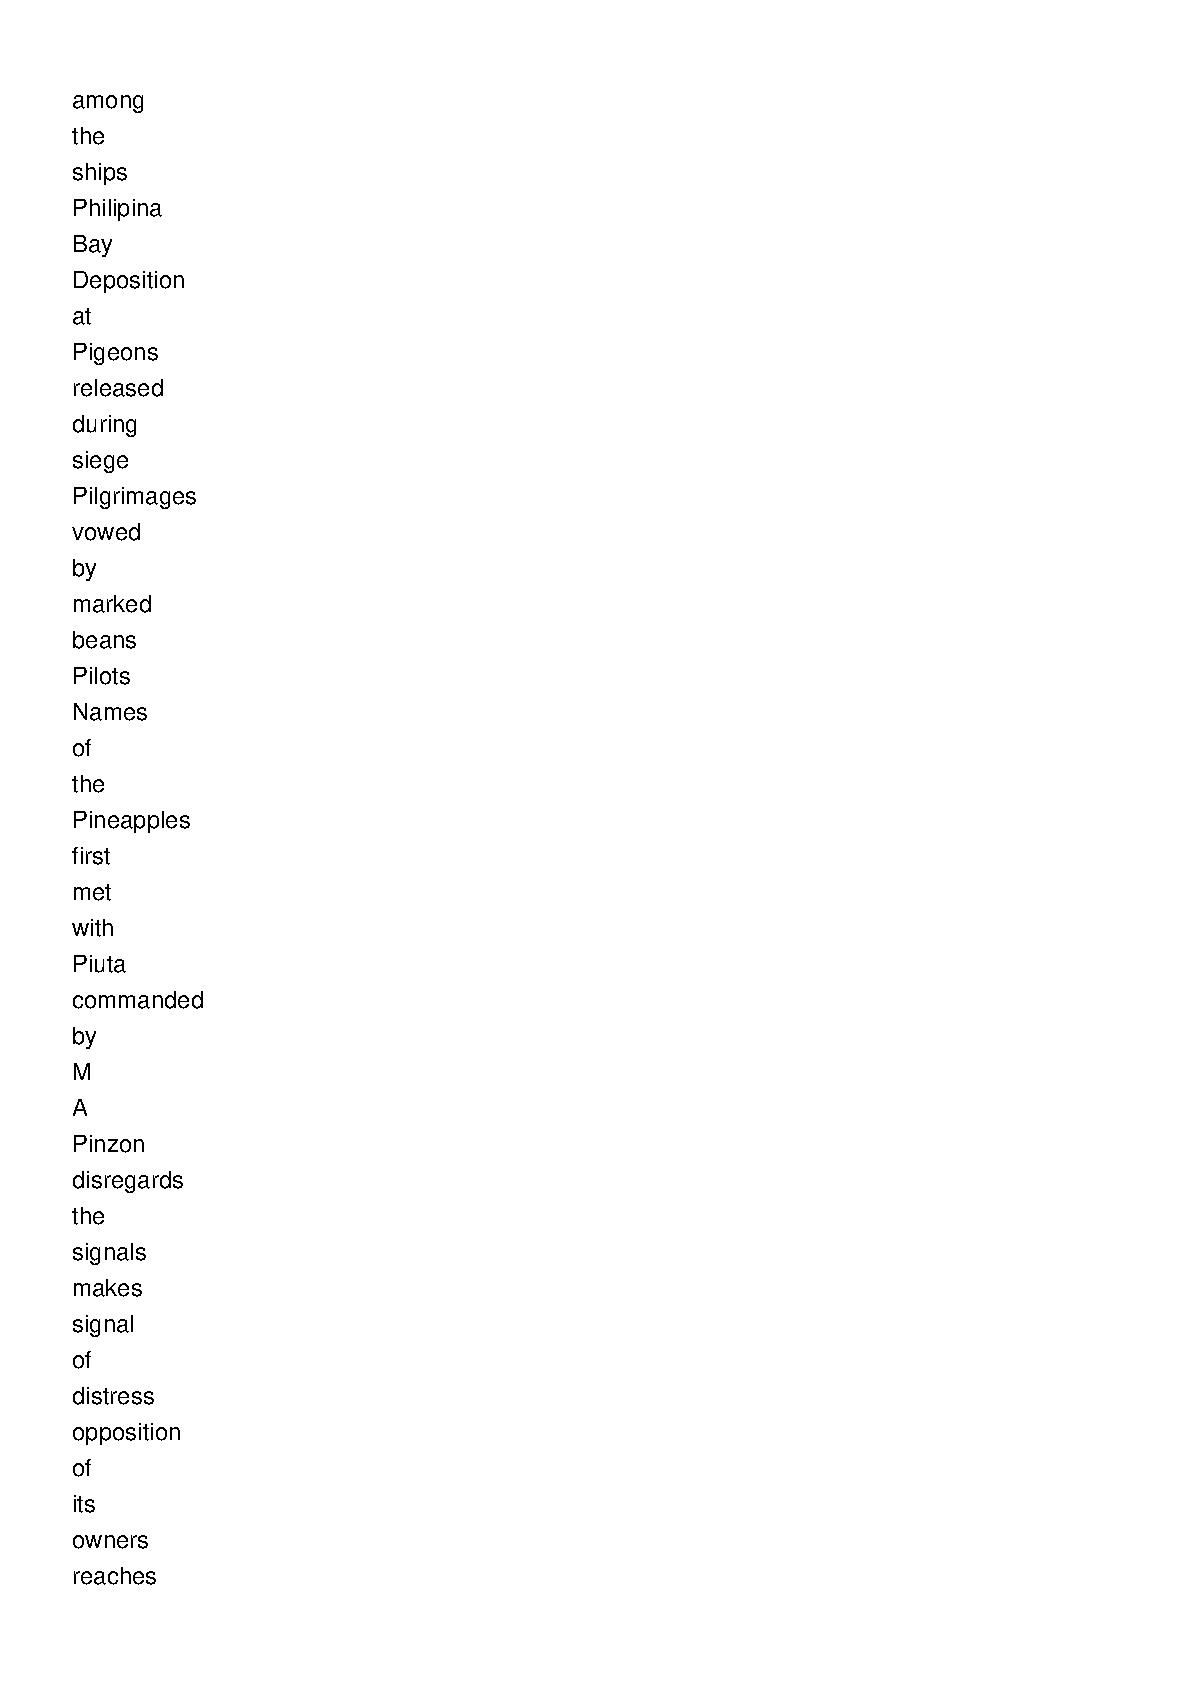 among
the
ships
Philipina
Bay
Deposition
at
Pigeons
released
during
siege
Pilgrimages
vowed
by
marked
beans
Pilots
Names
of
the
Pineapples
first
met
with
Piuta
commanded
by
M
A
Pinzon
disregards
the
signals
makes
signal
of
distress
opposition
of
its
owners
reaches